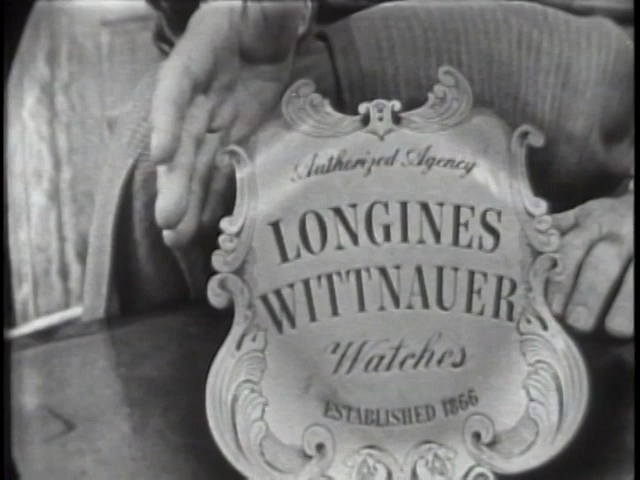 Authorized Agency
LONGINES
WITTNAUER
Watches
ESTABLISHED 1866